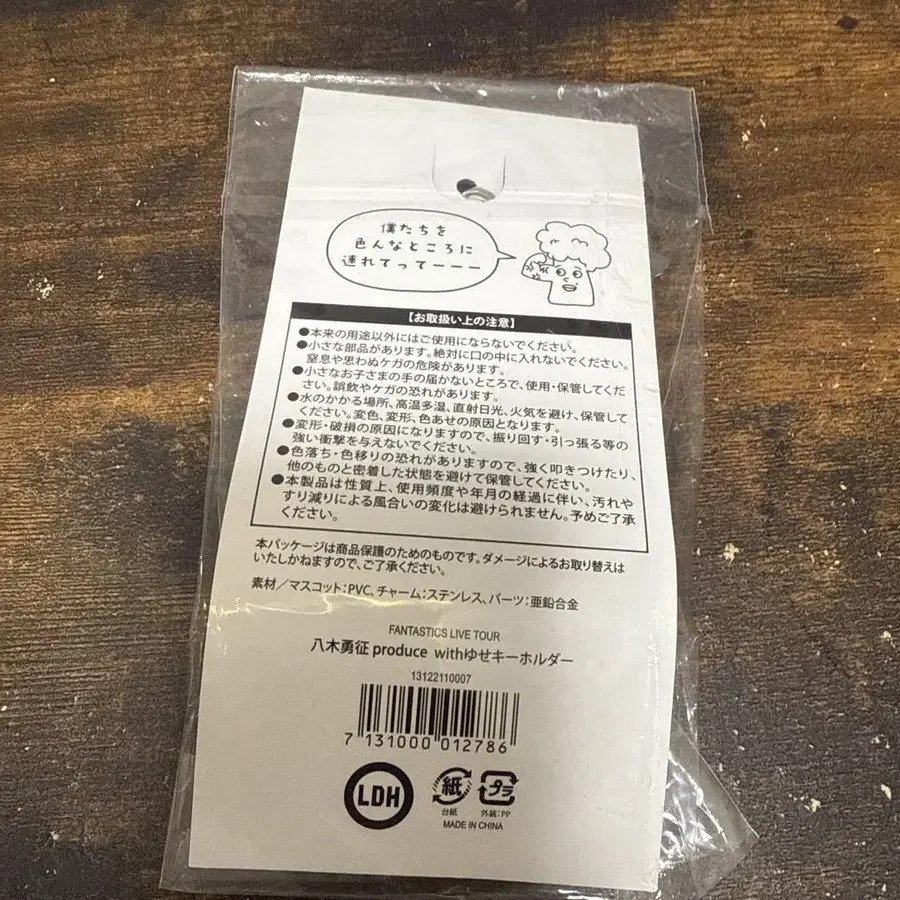 僕たちを
色んなところに
連れてってーーー
【お取扱い上の注意】
●本来の用途以外にはご使用にならないでください。
●小さな部品があります。絶対に口の中に入れないでください。
窒息や思わぬケガの危険があります。
●小さなお子さまの手の届かないところで、使用・保管してくだ
さい。誤飲やケガの恐れがあります。
●水のかかる場所、高温多湿、直射日光、火気を避け、保管して
ください。変色、変形、色あせの原因となります。
●変形・破損の原因になりますので、振り回す・引っ張る等の
強い衝撃を与えないでください。
●色落ち・色移りの恐れがありますので、強く叩きつけたり、
他のものと密着した状態を避けて保管してください。
●本製品は性質上、使用頻度や年月の経過に伴い、汚れや
すり減りによる風合いの変化は避けられません。予めご了承
ください。
本パッケージは商品保護のためのものです。ダメージによるお取り替えは
いたしかねますので、ご了承ください。
素材／マスコット：PVC、チャーム：ステンレス、パーツ：亜鉛合金
FANTASTICS LIVE TOUR
八木勇征 produce withゆせキーホルダー
13122110007
7 131000 012786
LDH
紙
プラ
台紙
外装：PP
MADE IN CHINA